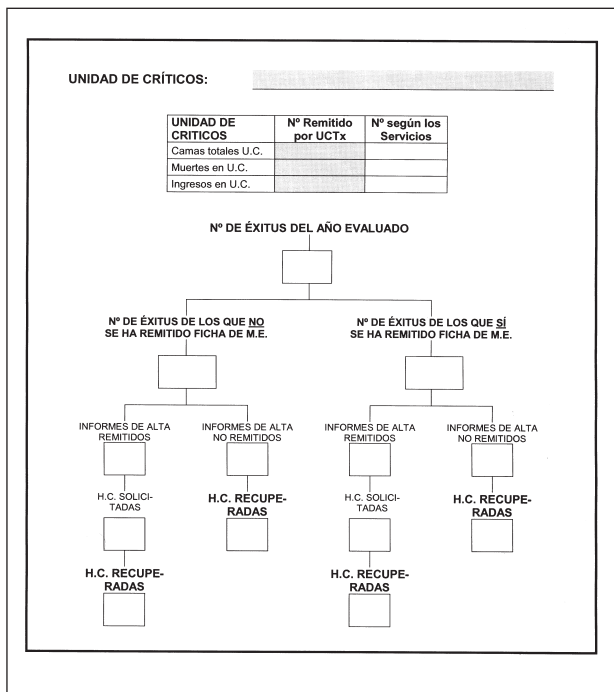 UNIDAD DE CRÍTICOS:
UNIDAD DE CRITICOS Nº Remitido por UCTx Nº según los Servicios
Camas totales U.C.
Muertes en U.C.
Ingresos en U.C.
Nº DE ÉXITUS DEL AÑO EVALUADO
Nº DE ÉXITUS DE LOS QUE NO
SE HA REMITIDO FICHA DE M.E.
Nº DE ÉXITUS DE LOS QUE SÍ
SE HA REMITIDO FICHA DE M.E.
INFORMES DE ALTA
REMITIDOS
INFORMES DE ALTA
NO REMITIDOS
INFORMES DE ALTA
REMITIDOS
INFORMES DE ALTA
NO REMITIDOS
H.C. SOLICI-
TADAS
H.C. RECUPE-
RADAS
H.C. SOLICI-
TADAS
H.C. RECUPE-
RADAS
H.C. RECUPE-
RADAS
H.C. RECUPE-
RADAS